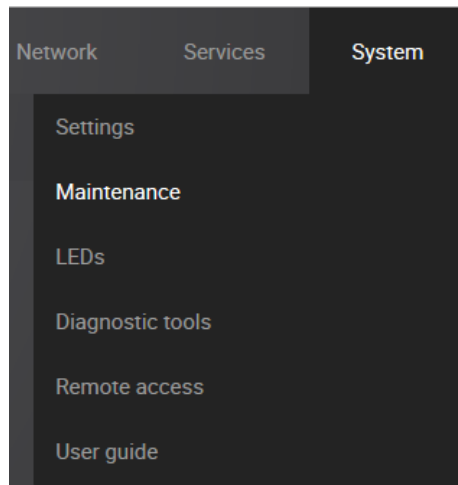 Network Services System
Settings
Maintenance
LEDs
Diagnostic tools
Remote access
User guide